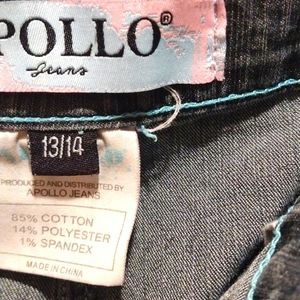 POLLO®
Jeans
13/14
PRODUCED AND DISTRIBUTED BY
APOLLO JEANS
85% COTTON
14% POLYESTER
1% SPANDEX
MADE IN CHINA